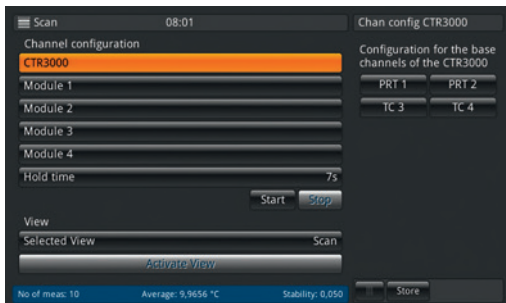 Scan 08:01
Channel configuration
CTR3000
Module 1
Module 2
Module 3
Module 4
Hold time 7s
Start Stop
View
Selected View Scan
Activate View
No of meas: 10 Average: 9,9656 °C Stability: 0,050
Chan config CTR3000
Configuration for the base
channels of the CTR3000
PRT 1 PRT 2
TC 3 TC 4
Store